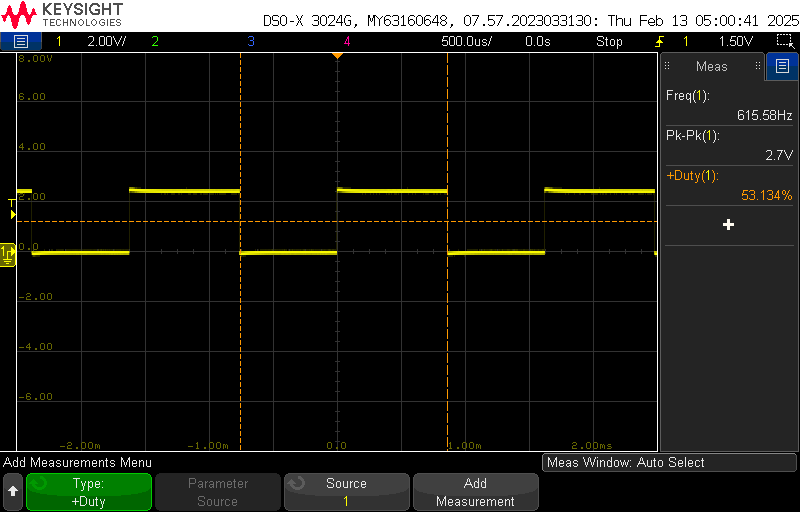 KEYSIGHT
TECHNOLOGIES
DSO-X 3024G, MY63160648, 07.57.2023033130: Thu Feb 13 05:00:41 2025
1 2.00V/ 2 3 4 500.0us/ 0.0s Stop 1 1.50V
8.00V
6.00
4.00
2.00
T
1 0.0
-2.00
-4.00
-6.00
-2.00m -1.00m 0.0 1.00m 2.00ms
Meas
Freq(1):
615.58Hz
Pk-Pk(1):
2.7V
+Duty(1):
53.134%
Add Measurements Menu
Meas Window: Auto Select
Type:
+Duty
Parameter
Source
Source
1
Add
Measurement